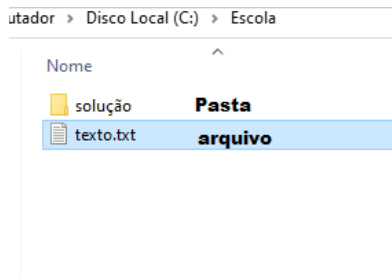 utador > Disco Local (C:) > Escola
Nome
solução Pasta
texto.txt arquivo